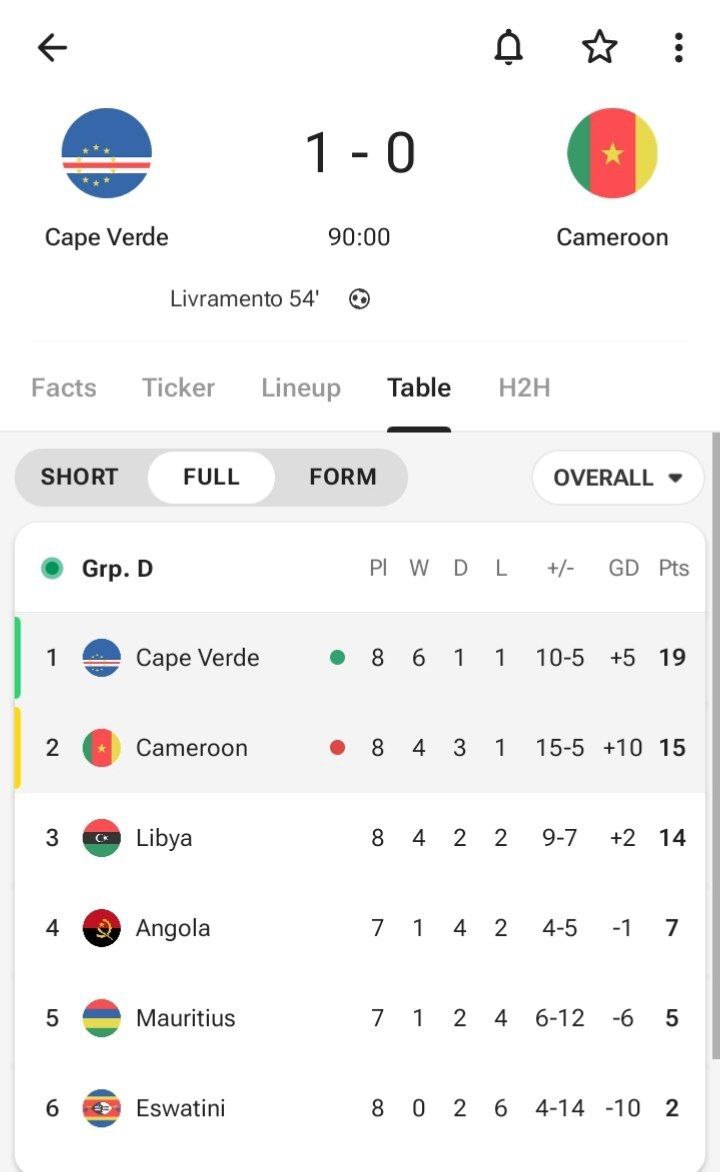 1 - 0
Cape Verde 90:00 Cameroon
Livramento 54'
Facts Ticker Lineup Table H2H
SHORT FULL FORM OVERALL
Grp. D Pl W D L +/- GD Pts
1 Cape Verde 8 6 1 1 10-5 +5 19
2 Cameroon 8 4 3 1 15-5 +10 15
3 Libya 8 4 2 2 9-7 +2 14
4 Angola 7 1 4 2 4-5 -1 7
5 Mauritius 7 1 2 4 6-12 -6 5
6 Eswatini 8 0 2 6 4-14 -10 2